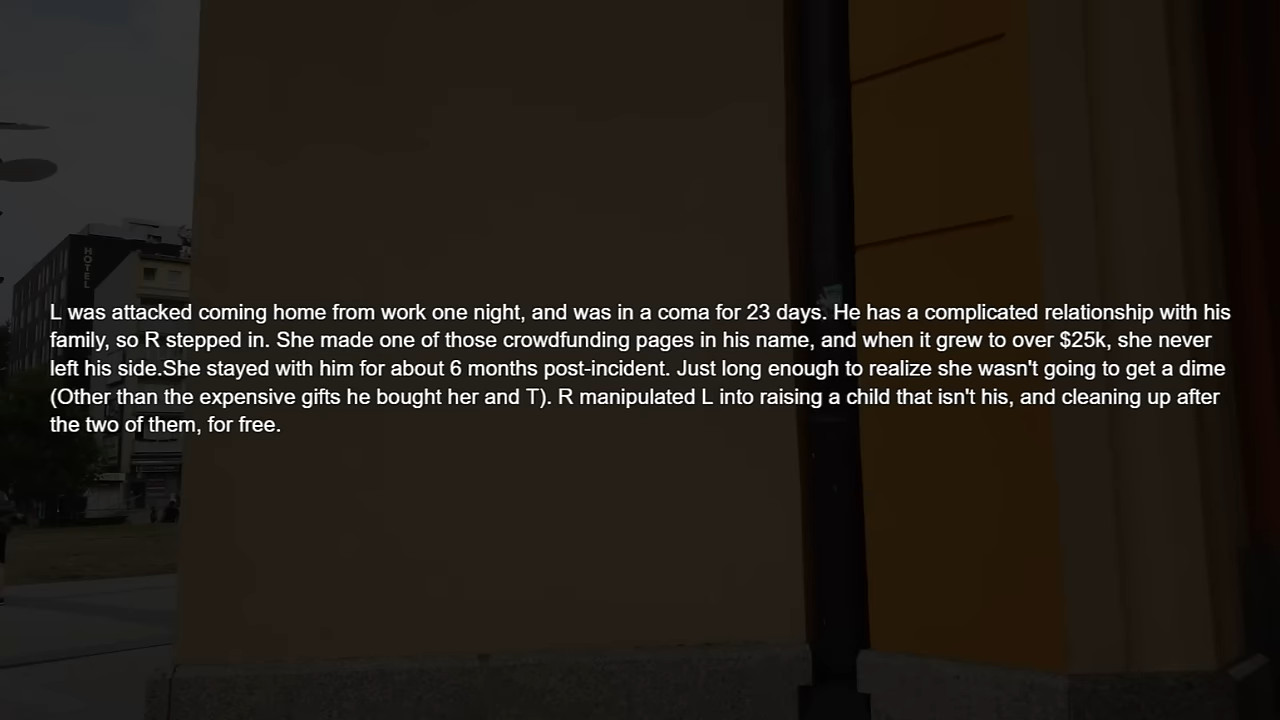 HOTEL
L was attacked coming home from work one night, and was in a coma for 23 days. He has a complicated relationship with his
family, so R stepped in. She made one of those crowdfunding pages in his name, and when it grew to over $25k, she never
left his side.She stayed with him for about 6 months post-incident. Just long enough to realize she wasn't going to get a dime
(Other than the expensive gifts he bought her and T). R manipulated L into raising a child that isn't his, and cleaning up after
the two of them, for free.